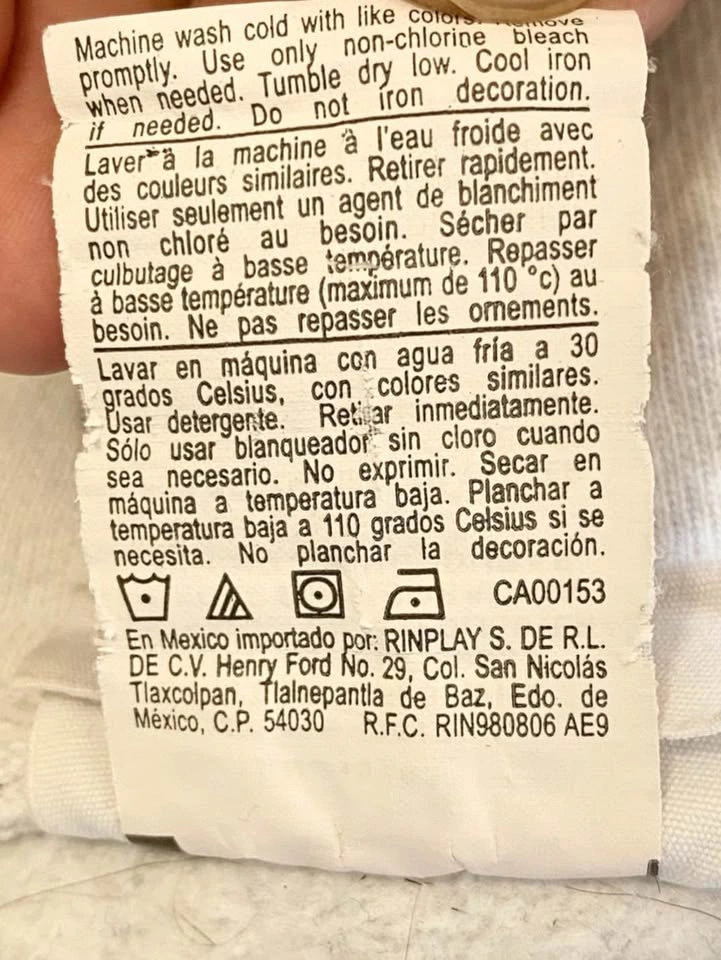 Machine wash cold with like colors. Remove
promptly. Use only non-chlorine bleach
when needed. Tumble dry low. Cool iron
if needed. Do not iron decoration.
Laver à la machine à l'eau froide avec
des couleurs similaires. Retirer rapidement.
Utiliser seulement un agent de blanchiment
non chloré au besoin. Sécher par
culbutage à basse température. Repasser
à basse température (maximum de 110 °c) au
besoin. Ne pas repasser les ornements.
Lavar en máquina con agua fría a 30
grados Celsius, con colores similares.
Usar detergente. Retirar inmediatamente.
Sólo usar blanqueador sin cloro cuando
sea necesario. No exprimir. Secar en
máquina a temperatura baja. Planchar a
temperatura baja a 110 grados Celsius si se
necesita. No planchar la decoración.
CA00153
En Mexico importado por: RINPLAY S. DE R.L.
DE C.V. Henry Ford No. 29, Col. San Nicolás
Tlaxcolpan, Tlalnepantla de Baz, Edo. de
México, C.P. 54030 R.F.C. RIN980806 AE9